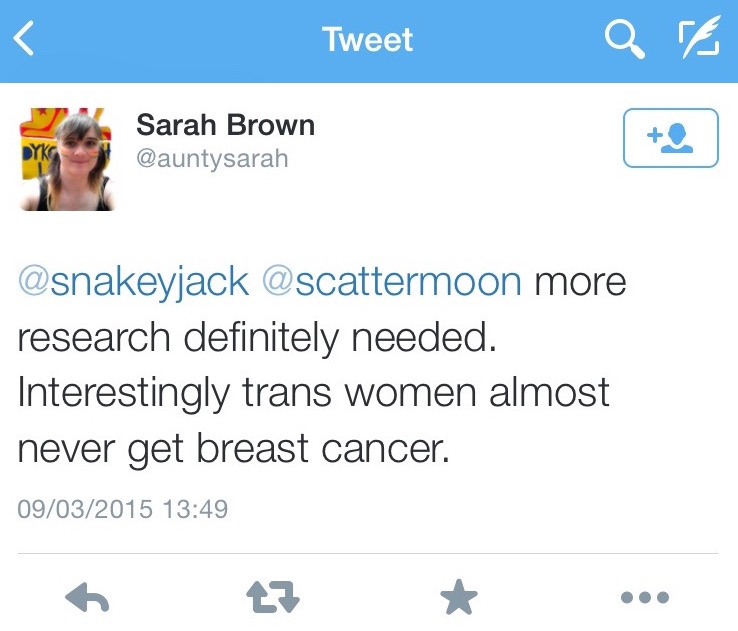 Tweet
Sarah Brown
@auntysarah
@snakeyjack @scattermoon more
research definitely needed.
Interestingly trans women almost
never get breast cancer.
09/03/2015 13:49